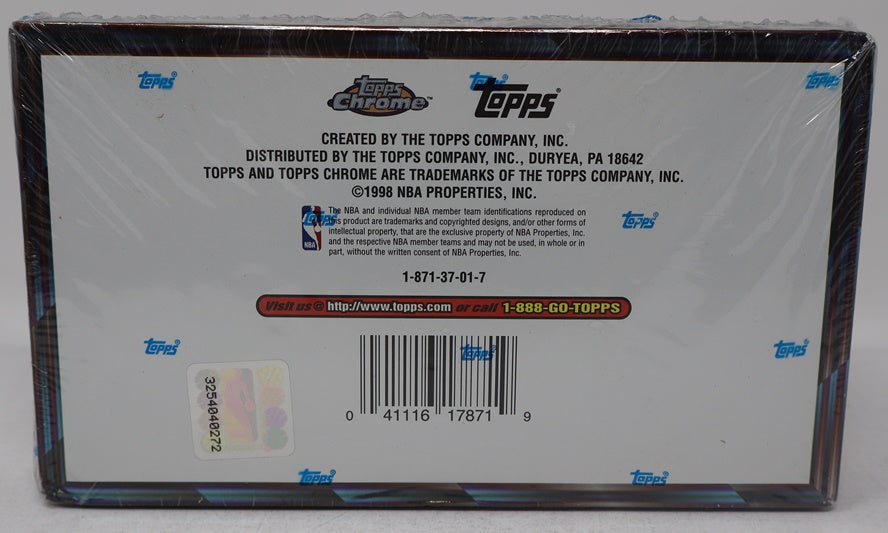 Topps® Topps® Topps®
Topps Chrome™ Topps®
CREATED BY THE TOPPS COMPANY, INC.
DISTRIBUTED BY THE TOPPS COMPANY, INC., DURYEA, PA 18642
TOPPS AND TOPPS CHROME ARE TRADEMARKS OF THE TOPPS COMPANY, INC.
©1998 NBA PROPERTIES, INC.
The NBA and individual NBA member team identifications reproduced on
this product are trademarks and copyrighted designs, and/or other forms of
intellectual property, that are the exclusive property of NBA Properties, Inc.
and the respective NBA member teams and may not be used, in whole or in
part, without the written consent of NBA Properties, Inc.
NBA
Topps® Topps®
1-871-37-01-7
Visit us @ http://www.topps.com or call 1-888-GO-TOPPS
Topps® Topps® Topps®
0 41116 17871 9
3254040272
Topps® Topps®